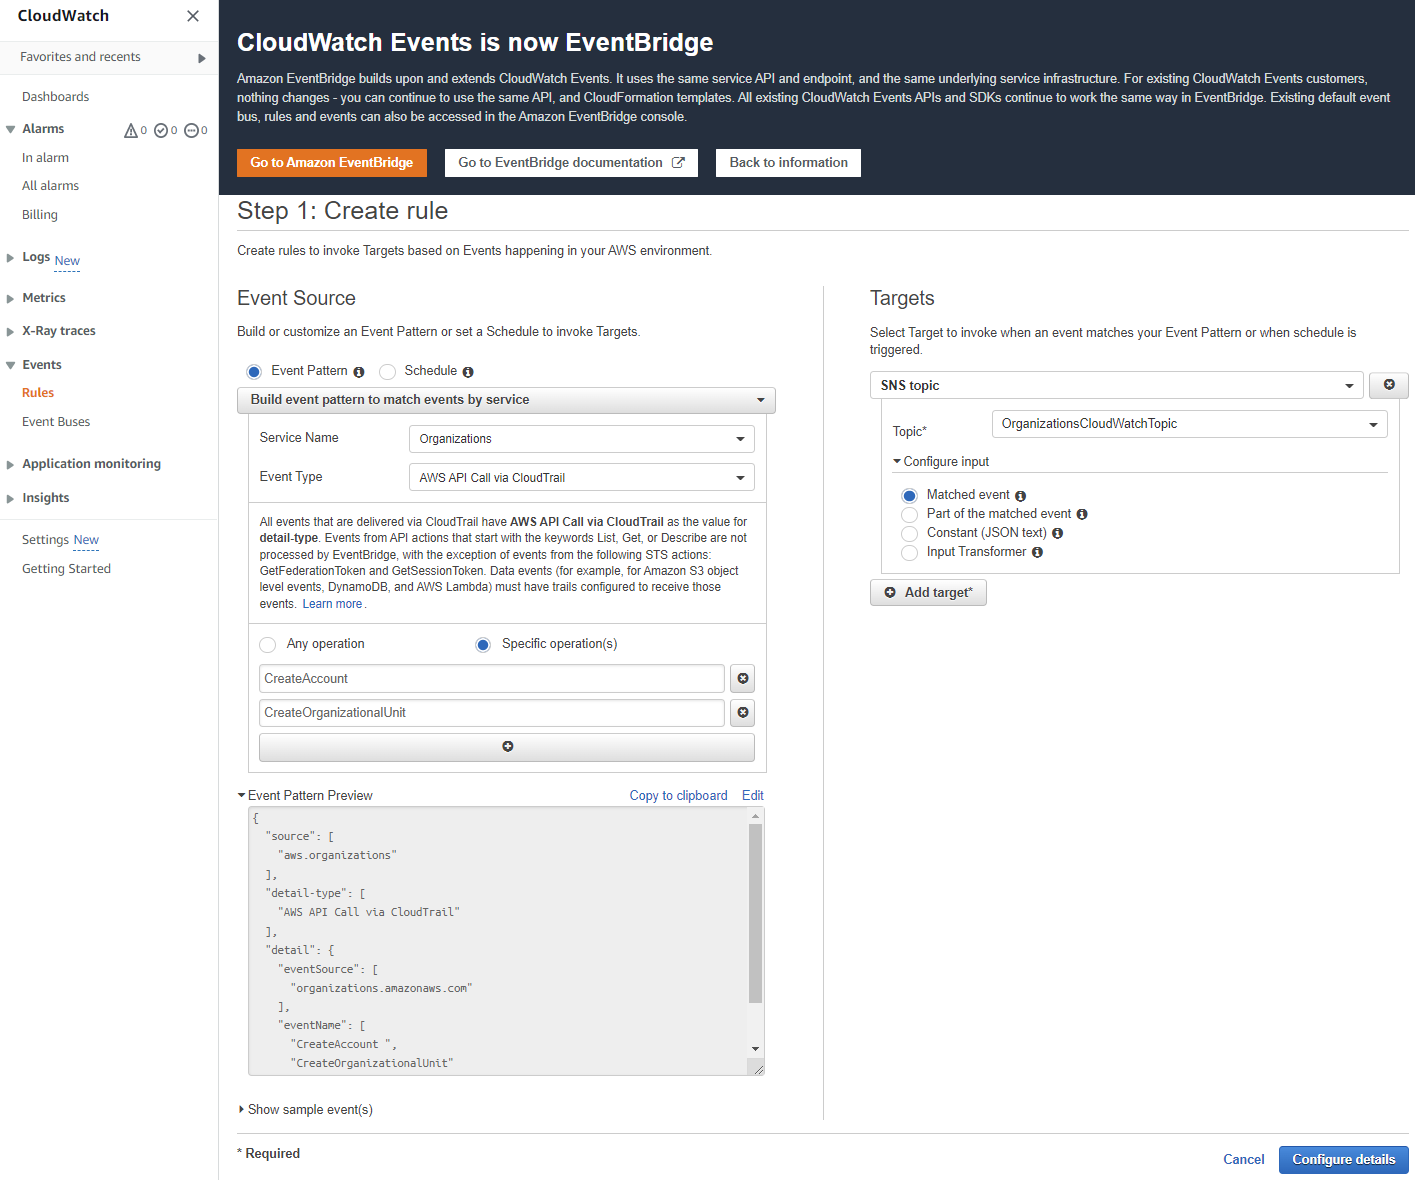 CloudWatch
Favorites and recents
Dashboards
Alarms 0 0 0
In alarm
All alarms
Billing
Logs New
Metrics
X-Ray traces
Events
Rules
Event Buses
Application monitoring
Insights
Settings New
Getting Started
CloudWatch Events is now EventBridge
Amazon EventBridge builds upon and extends CloudWatch Events. It uses the same service API and endpoint, and the same underlying service infrastructure. For existing CloudWatch Events customers,
nothing changes - you can continue to use the same API, and CloudFormation templates. All existing CloudWatch Events APIs and SDKs continue to work the same way in EventBridge. Existing default event
bus, rules and events can also be accessed in the Amazon EventBridge console.
Go to Amazon EventBridge
Go to EventBridge documentation
Back to information
Step 1: Create rule
Create rules to invoke Targets based on Events happening in your AWS environment.
Event Source
Build or customize an Event Pattern or set a Schedule to invoke Targets.
Event Pattern Schedule
Build event pattern to match events by service
Service Name Organizations
Event Type AWS API Call via CloudTrail
All events that are delivered via CloudTrail have AWS API Call via CloudTrail as the value for
detail-type. Events from API actions that start with the keywords List, Get, or Describe are not
processed by EventBridge, with the exception of events from the following STS actions:
GetFederationToken and GetSessionToken. Data events (for example, for Amazon S3 object
level events, DynamoDB, and AWS Lambda) must have trails configured to receive those
events. Learn more.
Any operation Specific operation(s)
CreateAccount
CreateOrganizationalUnit
Event Pattern Preview Copy to clipboard Edit
{
"source": [
"aws.organizations"
],
"detail-type": [
"AWS API Call via CloudTrail"
],
"detail": {
"eventSource": [
"organizations.amazonaws.com"
],
"eventName": [
"CreateAccount ",
"CreateOrganizationalUnit"
Show sample event(s)
Targets
Select Target to invoke when an event matches your Event Pattern or when schedule is
triggered.
SNS topic
Topic* OrganizationsCloudWatchTopic
Configure input
Matched event
Part of the matched event
Constant (JSON text)
Input Transformer
Add target*
* Required
Cancel
Configure details